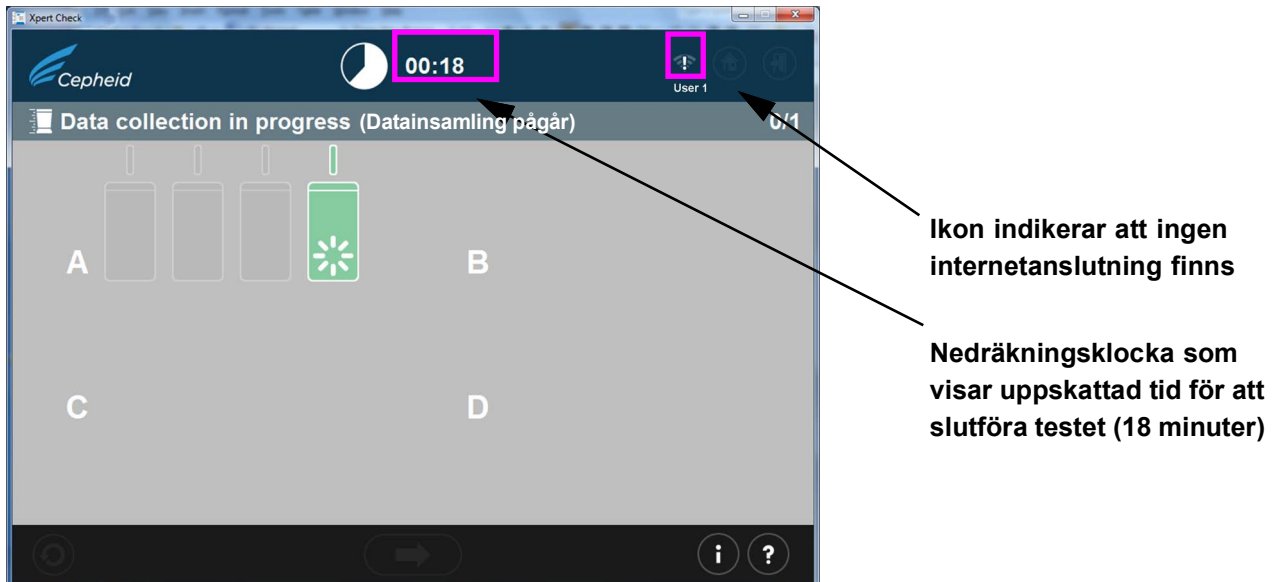 Xpert Check
Cepheid
00:18
User 1
Data collection in progress (Datainsamling pågår)
0/1
A
B
C
D
i
?
Ikon indikerar att ingen
internetanslutning finns
Nedräkningsklocka som
visar uppskattad tid för att
slutföra testet (18 minuter)